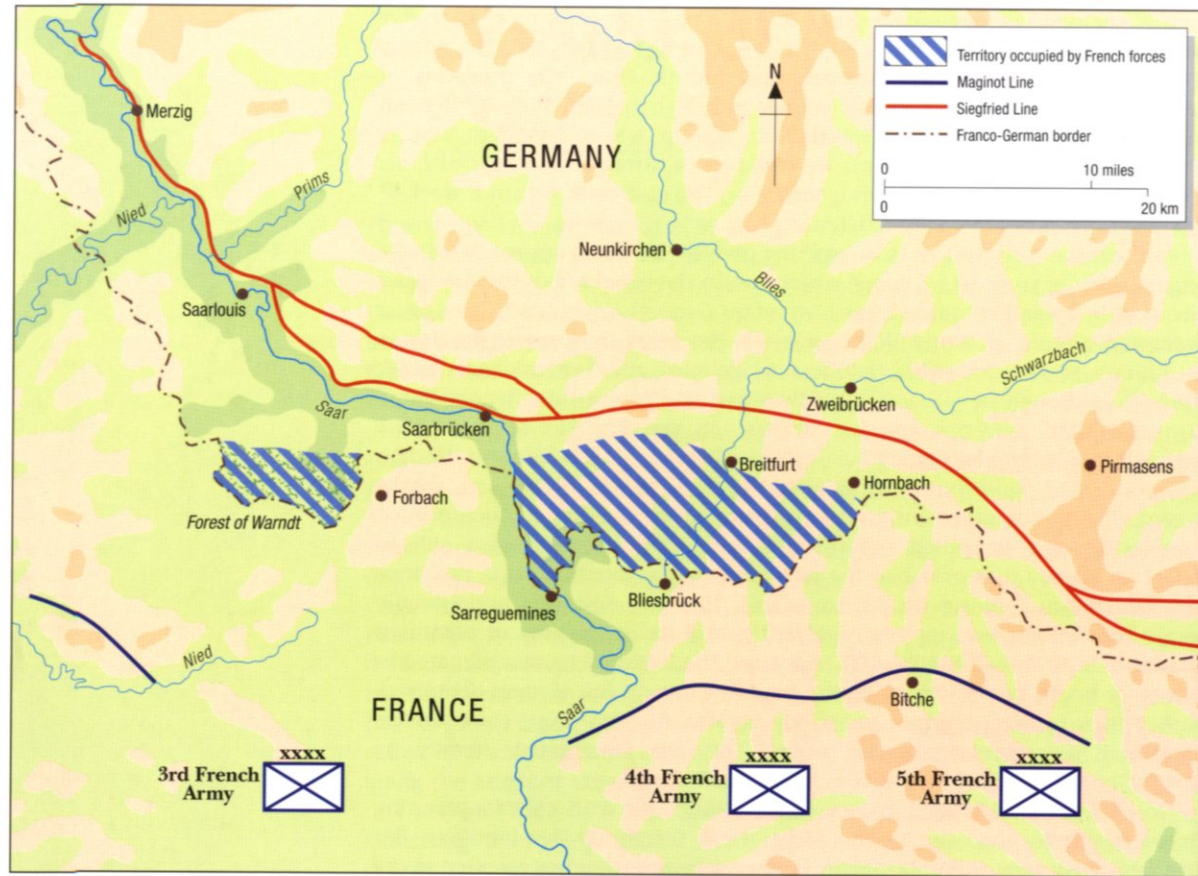 Territory occupied by French forces
Maginot Line
Siegfried Line
Franco-German border
0
10 miles
0
20 km
N
Merzig
GERMANY
Prims
Nied
Neunkirchen
Blies
Saarlouis
Schwarzbach
Zweibrücken
Saar
Saarbrücken
Breitfurt
Pirmasens
Hornbach
Forbach
Forest of Warndt
Bliesbrück
Sarreguemines
Nied
Bitche
FRANCE
Saar
xxxx
3rd French
Army
xxxx
4th French
Army
xxxx
5th French
Army